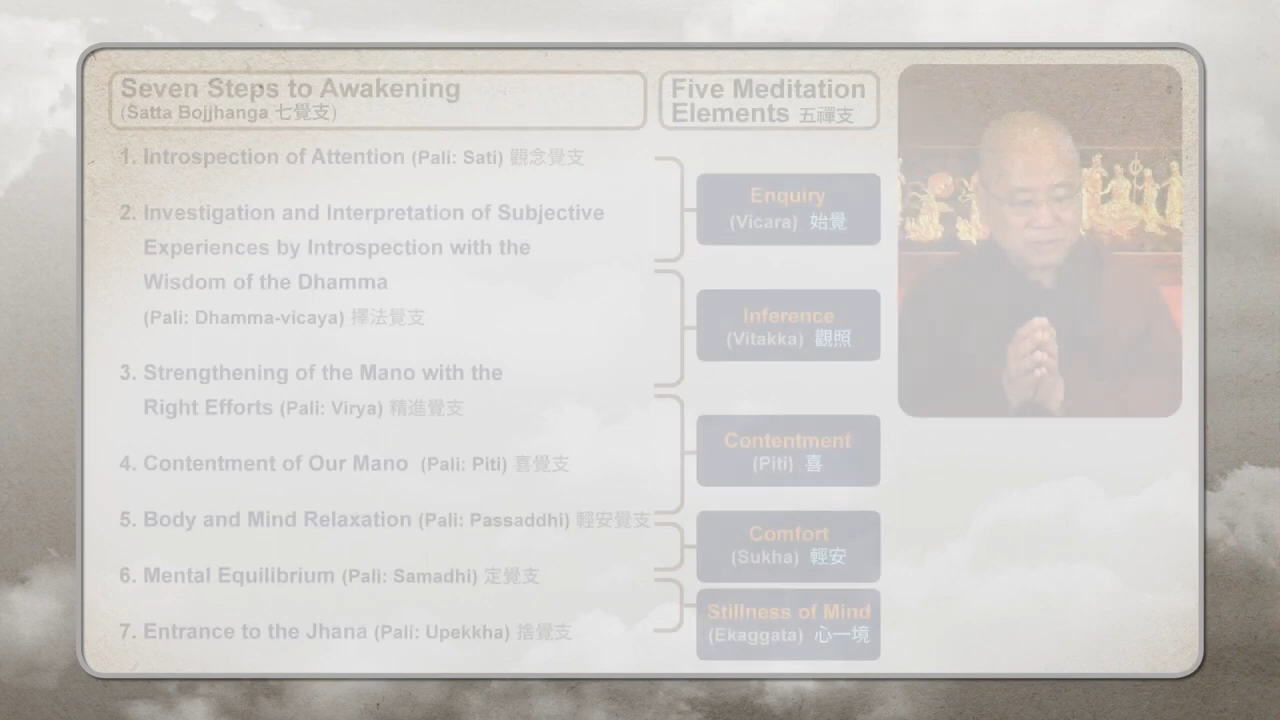 Seven Steps to Awakening
(Satta Bojjhanga 七覺支)
1. Introspection of Attention (Pali: Sati) 觀念覺支
2. Investigation and Interpretation of Subjective
Experiences by Introspection with the
Wisdom of the Dhamma
(Pali: Dhamma-vicaya) 擇法覺支
3. Strengthening of the Mano with the
Right Efforts (Pali: Virya) 精進覺支
4. Contentment of Our Mano (Pali: Piti) 喜覺支
5. Body and Mind Relaxation (Pali: Passaddhi) 輕安覺支
6. Mental Equilibrium (Pali: Samadhi) 定覺支
7. Entrance to the Jhana (Pali: Upekkha) 捨覺支
Five Meditation
Elements 五禪支
Enquiry
(Vicara) 始覺
Inference
(Vitakka) 觀照
Contentment
(Piti) 喜
Comfort
(Sukha) 輕安
Stillness of Mind
(Ekaggata) 心一境